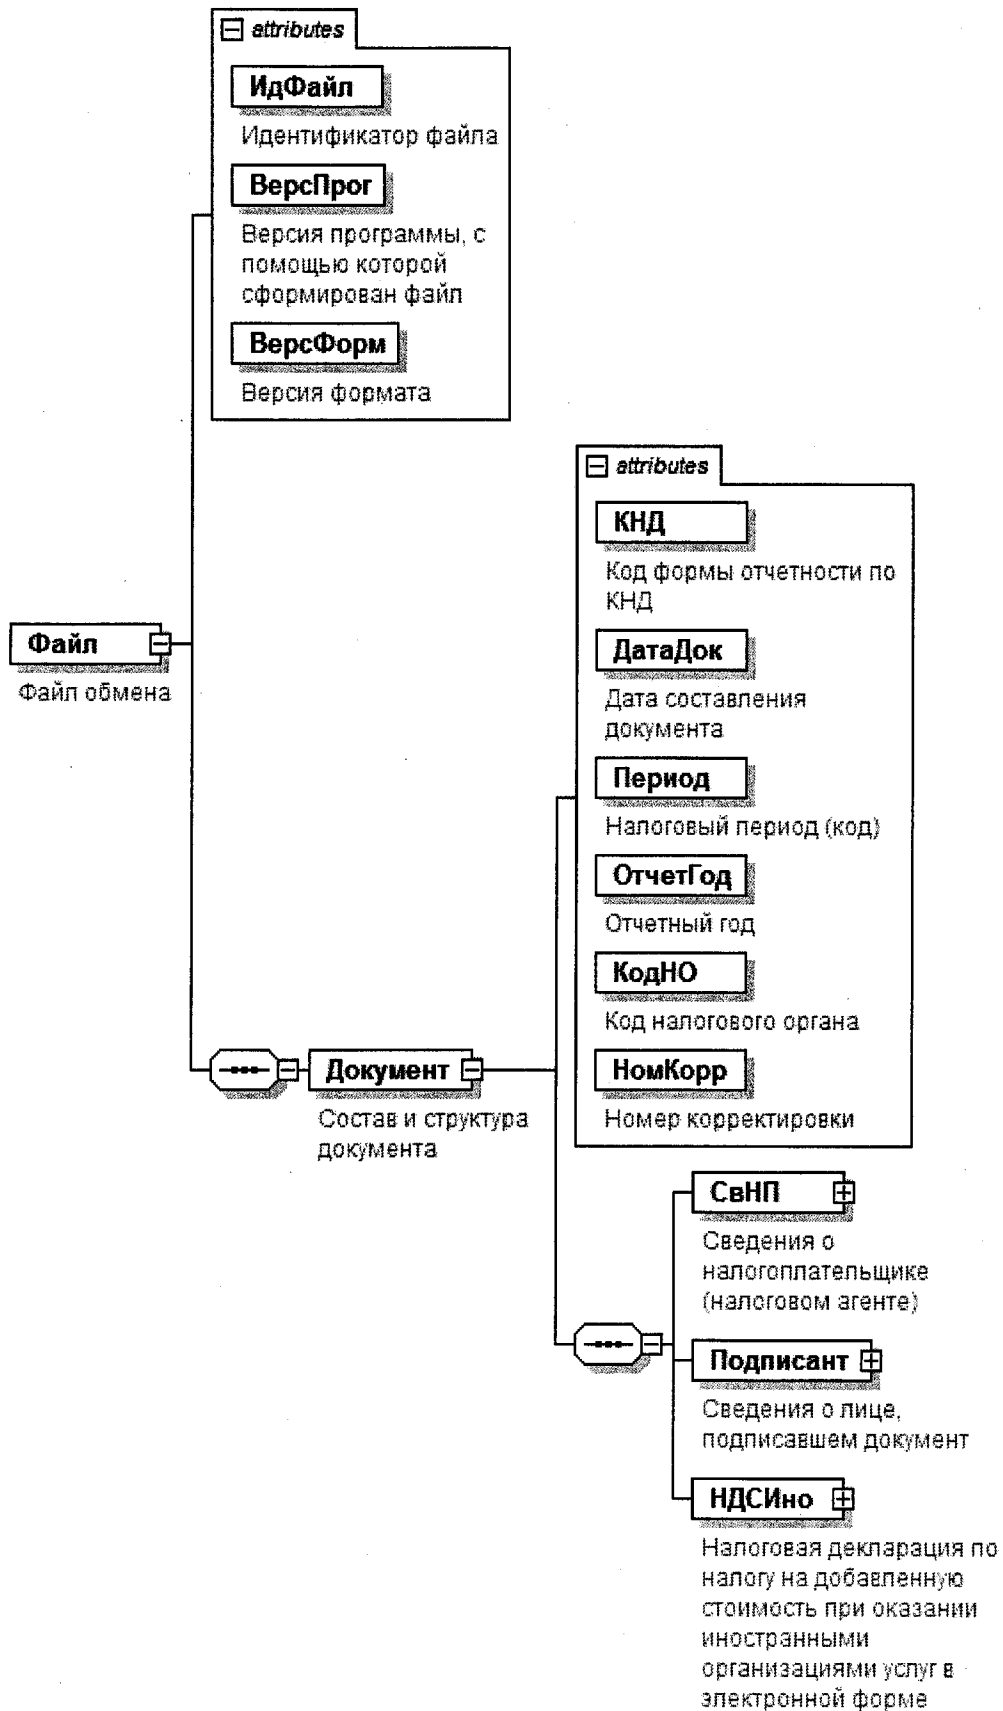 attributes
ИдФайл
Идентификатор файла
ВерсПрог
Версия программы, с
помощью которой
сформирован файл
ВерсФорм
Версия формата
Файл
Файл обмена
attributes
КНД
Код формы отчетности по
КНД
ДатаДок
Дата составления
документа
Период
Налоговый период (код)
ОтчетГод
Отчетный год
КодНО
Код налогового органа
НомКорр
Номер корректировки
Документ
Состав и структура
документа
СвНП
Сведения о
налогоплательщике
(налоговом агенте)
Подписант
Сведения о лице,
подписавшем документ
НДСИно
Налоговая декларация по
налогу на добавленную
стоимость при оказании
иностранными
организациями услуг в
электронной форме